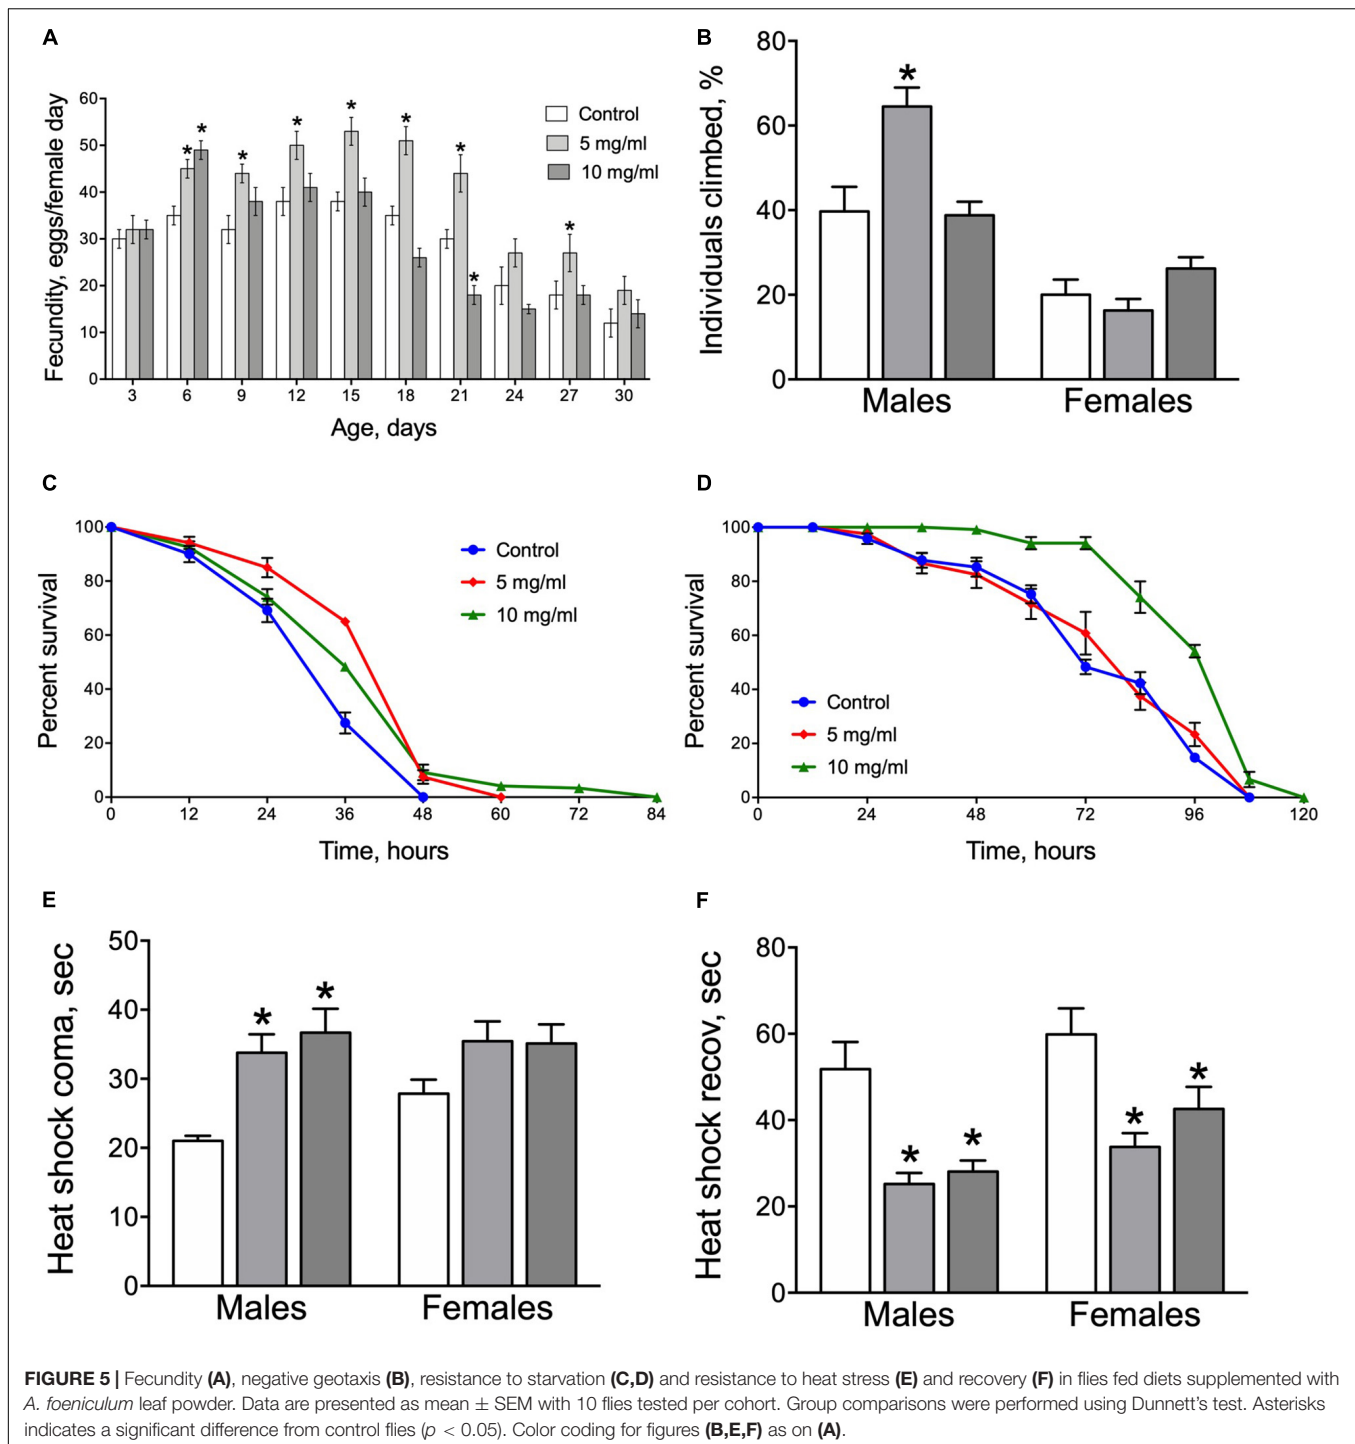 A
Fecundity, eggs/female day
60
50
40
30
20
10
0
* * * * * * * * *
Control
5 mg/ml
10 mg/ml
3 6 9 12 15 18 21 24 27 30
Age, days
B
Individuals climbed, %
80
60
40
20
0
*
Males Females
C
Percent survival
100
80
60
40
20
0
Control
5 mg/ml
10 mg/ml
0 12 24 36 48 60 72 84
Time, hours
D
Percent survival
100
80
60
40
20
0
Control
5 mg/ml
10 mg/ml
0 24 48 72 96 120
Time, hours
E
Heat shock coma, sec
50
40
30
20
10
0
* *
Males Females
F
Heat shock recov, sec
80
60
40
20
0
* * * *
Males Females
FIGURE 5 | Fecundity (A), negative geotaxis (B), resistance to starvation (C,D) and resistance to heat stress (E) and recovery (F) in flies fed diets supplemented with
A. foeniculum leaf powder. Data are presented as mean ± SEM with 10 flies tested per cohort. Group comparisons were performed using Dunnett's test. Asterisks
indicates a significant difference from control flies (p < 0.05). Color coding for figures (B,E,F) as on (A).